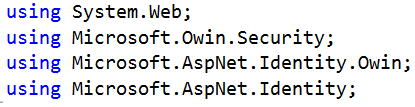 using System.Web;
using Microsoft.Owin.Security;
using Microsoft.AspNet.Identity.Owin;
using Microsoft.AspNet.Identity;